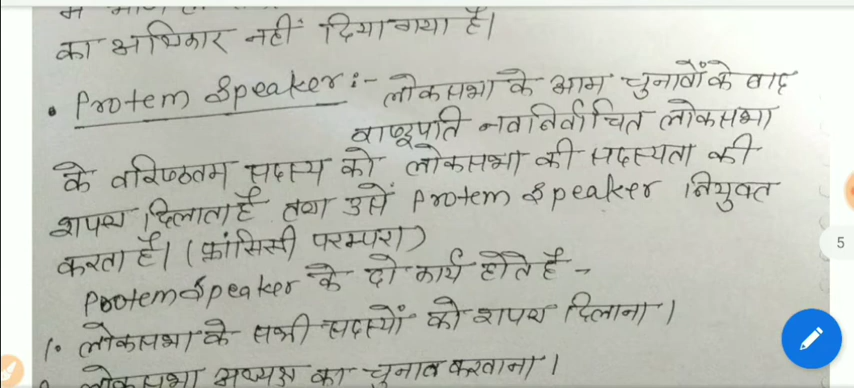 का अधिकार नहीं दिया गया है।
• Protem Speaker :- लोकसभा के आम चुनावों के बाद
राष्ट्रपति नवनिर्वाचित लोकसभा
के वरिष्ठतम सदस्य को लोकसभा की सदस्यता की
शपथ दिलाता है तथा उसे Protem Speaker नियुक्त
करता है। (फ्रांसिसी परम्परा)
Protem Speaker के दो कार्य होते हैं -
1. लोकसभा के सभी सदस्यों को शपथ दिलाना।
लोकसभा अध्यक्ष का चुनाव करवाना।
5